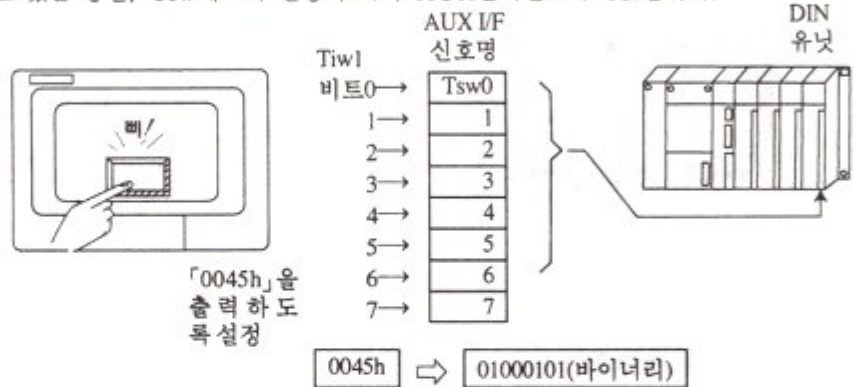 AUX I/F
신호명
DIN
유닛
Tiw1
비트0→ Tsw0
1→ 1
2→ 2
3→ 3
4→ 4
5→ 5
6→ 6
7→ 7
삐!
「0045h」을
출력하도
록설정
0045h ⇨ 01000101(바이너리)